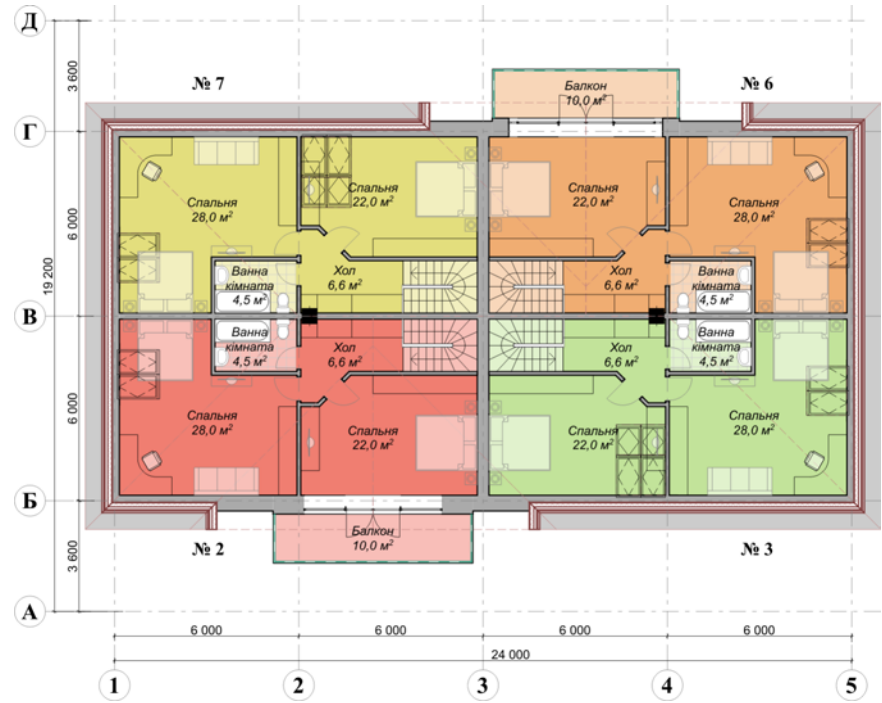 Д
3 600
№ 7
№ 6
Балкон
10,0 м²
Г
Спальня
28,0 м²
Спальня
22,0 м²
Спальня
22,0 м²
Спальня
28,0 м²
6 000
19 200
Ванна
кімната
4,5 м²
Хол
6,6 м²
Хол
6,6 м²
Ванна
кімната
4,5 м²
В
Ванна
кімната
4,5 м²
Хол
6,6 м²
Хол
6,6 м²
Ванна
кімната
4,5 м²
6 000
Спальня
28,0 м²
Спальня
22,0 м²
Спальня
22,0 м²
Спальня
28,0 м²
Б
Балкон
10,0 м²
№ 2
№ 3
3 600
А
6 000
6 000
6 000
6 000
24 000
1
2
3
4
5